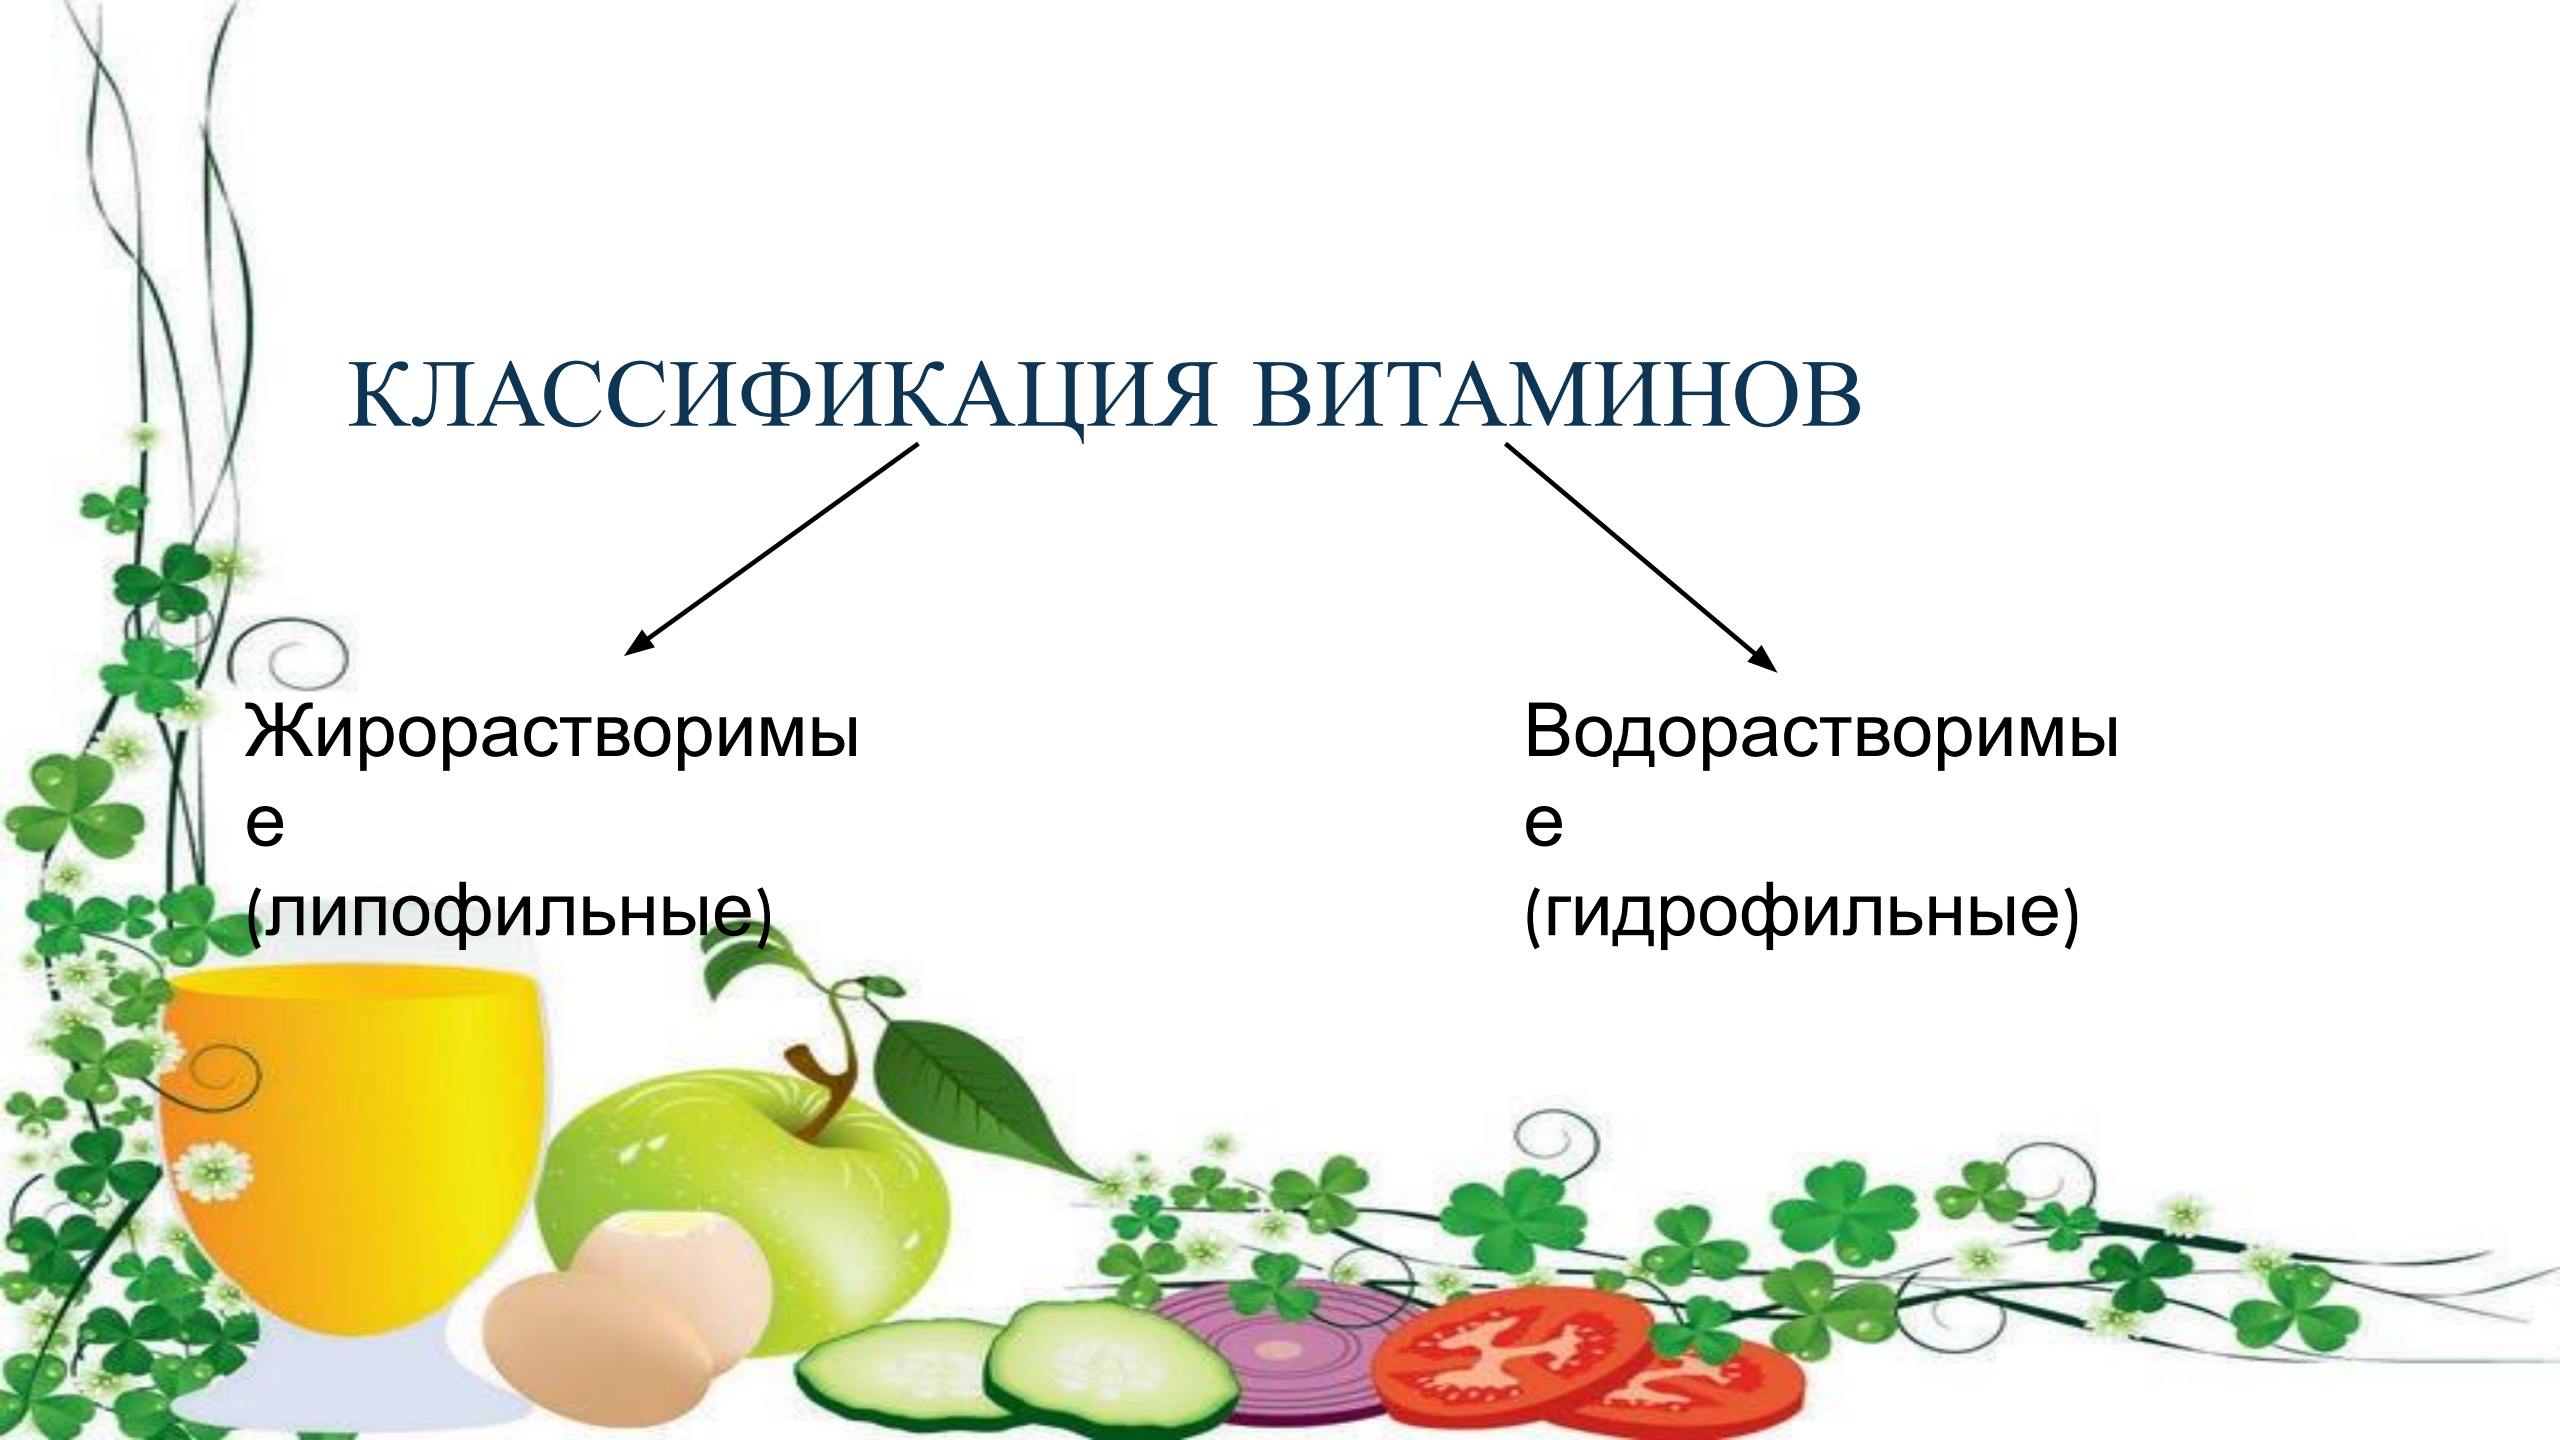 КЛАССИФИКАЦИЯ ВИТАМИНОВ
Жирорастворимы
е
(липофильные)
Водорастворимы
е
(гидрофильные)